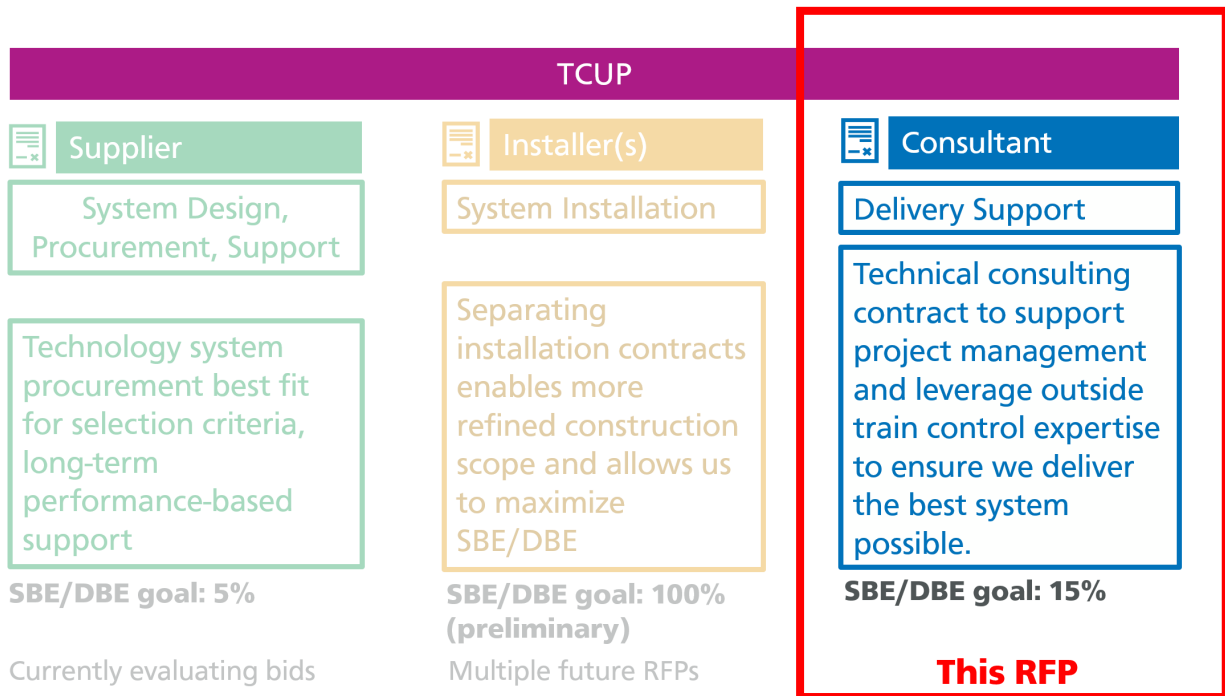 TCUP
Supplier
System Design,
Procurement, Support
Technology system
procurement best fit
for selection criteria,
long-term
performance-based
support
SBE/DBE goal: 5%
Currently evaluating bids
Installer(s)
System Installation
Separating
installation contracts
enables more
refined construction
scope and allows us
to maximize
SBE/DBE
SBE/DBE goal: 100%
(preliminary)
Multiple future RFPs
Consultant
Delivery Support
Technical consulting
contract to support
project management
and leverage outside
train control expertise
to ensure we deliver
the best system
possible.
SBE/DBE goal: 15%
This RFP